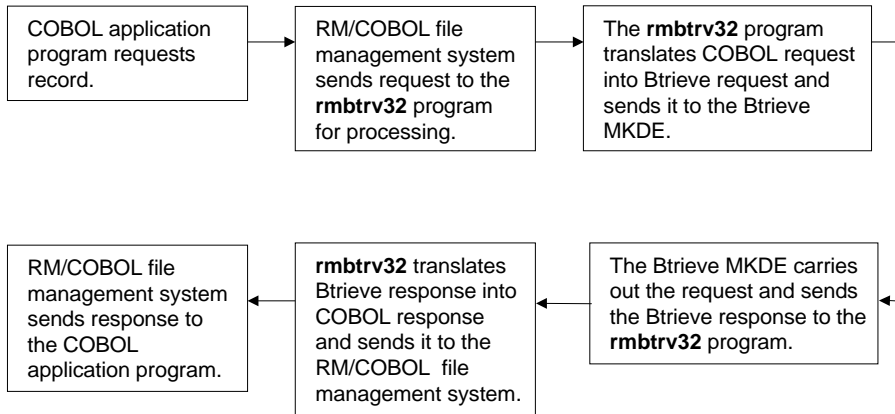 COBOL application
program requests
record.
RM/COBOL file
management system
sends request to the
rmbtrv32 program
for processing.
The rmbtrv32 program
translates COBOL request
into Btrieve request and
sends it to the Btrieve
MKDE.
The Btrieve MKDE carries
out the request and sends
the Btrieve response to the
rmbtrv32 program.
rmbtrv32 translates
Btrieve response into
COBOL response
and sends it to the
RM/COBOL file
management system.
RM/COBOL file
management system
sends response to
the COBOL
application program.